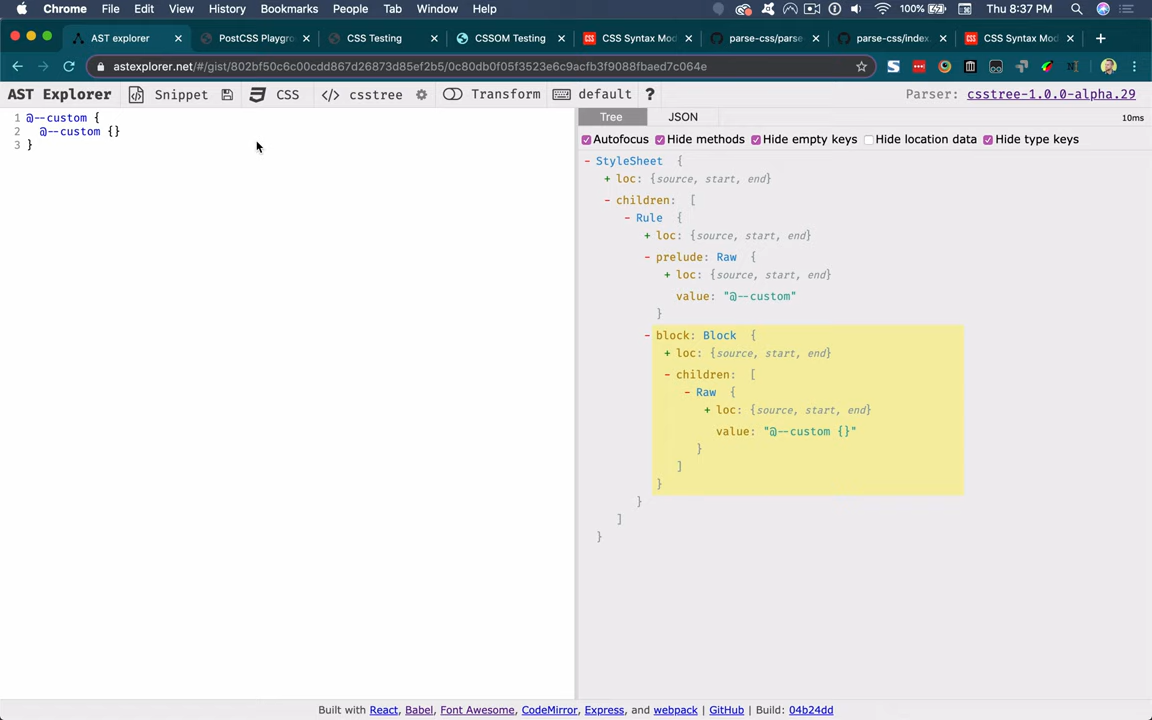 Chrome File Edit View History Bookmarks People Tab Window Help 100% Thu 8:37 PM
AST explorer PostCSS Playgro CSS Testing CSSOM Testing CSS Syntax Mod parse-css/parse parse-css/index. CSS Syntax Mod
astexplorer.net/#/gist/802bf50c6c00cdd867d26873d85ef2b5/0c80db0f05f3523e6c9acfb3f9088fbaed7c064e
AST Explorer Snippet CSS </> csstree Transform default ? Parser: csstree-1.0.0-alpha.29
Tree JSON 10ms
Autofocus Hide methods Hide empty keys Hide location data Hide type keys
1 @--custom {
2 @--custom {}
3 }
- StyleSheet {
+ loc: {source, start, end}
- children: [
- Rule {
+ loc: {source, start, end}
- prelude: Raw {
+ loc: {source, start, end}
value: "@--custom"
}
- block: Block {
+ loc: {source, start, end}
- children: [
- Raw {
+ loc: {source, start, end}
value: "@--custom {}"
}
]
}
}
]
}
Built with React, Babel, Font Awesome, CodeMirror, Express, and webpack | GitHub | Build: 04b24dd